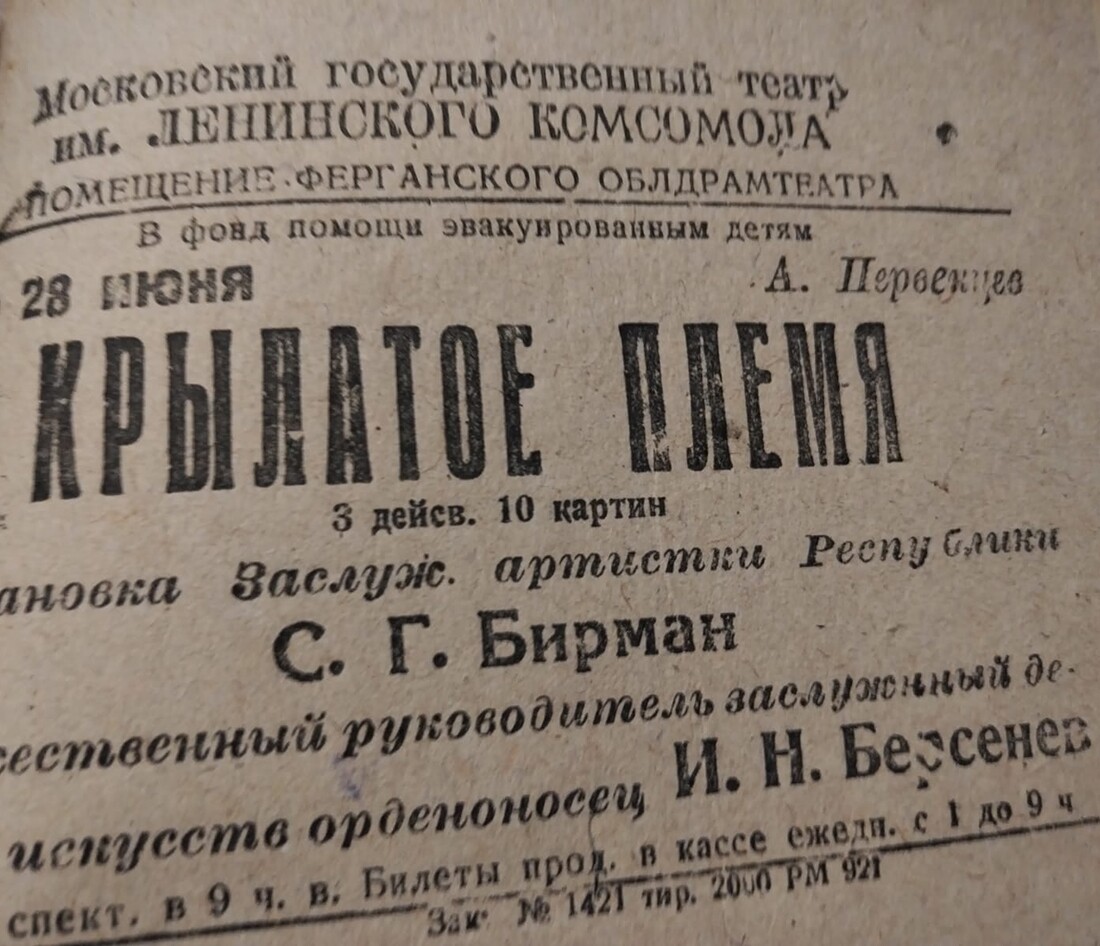 Московский государственный театр
им. ЛЕНИНСКОГО КОМСОМОЛА
ПОМЕЩЕНИЕ ФЕРГАНСКОГО ОБЛДРАМТЕАТРА
В фонд помощи эвакуированным детям
28 июня
А. Первенцев
КРЫЛАТОЕ ПЛЕМЯ
3 дейсв. 10 картин
ановка Заслуж. артистки Республики
С. Г. Бирман
ественный руководитель заслуженный де-
искусств орденоносец И. Н. Берсенев
спект. в 9 ч. в. Билеты прод. в кассе ежедн. с 1 до 9 ч
Зак. № 1421 тир. 2000 РМ 921